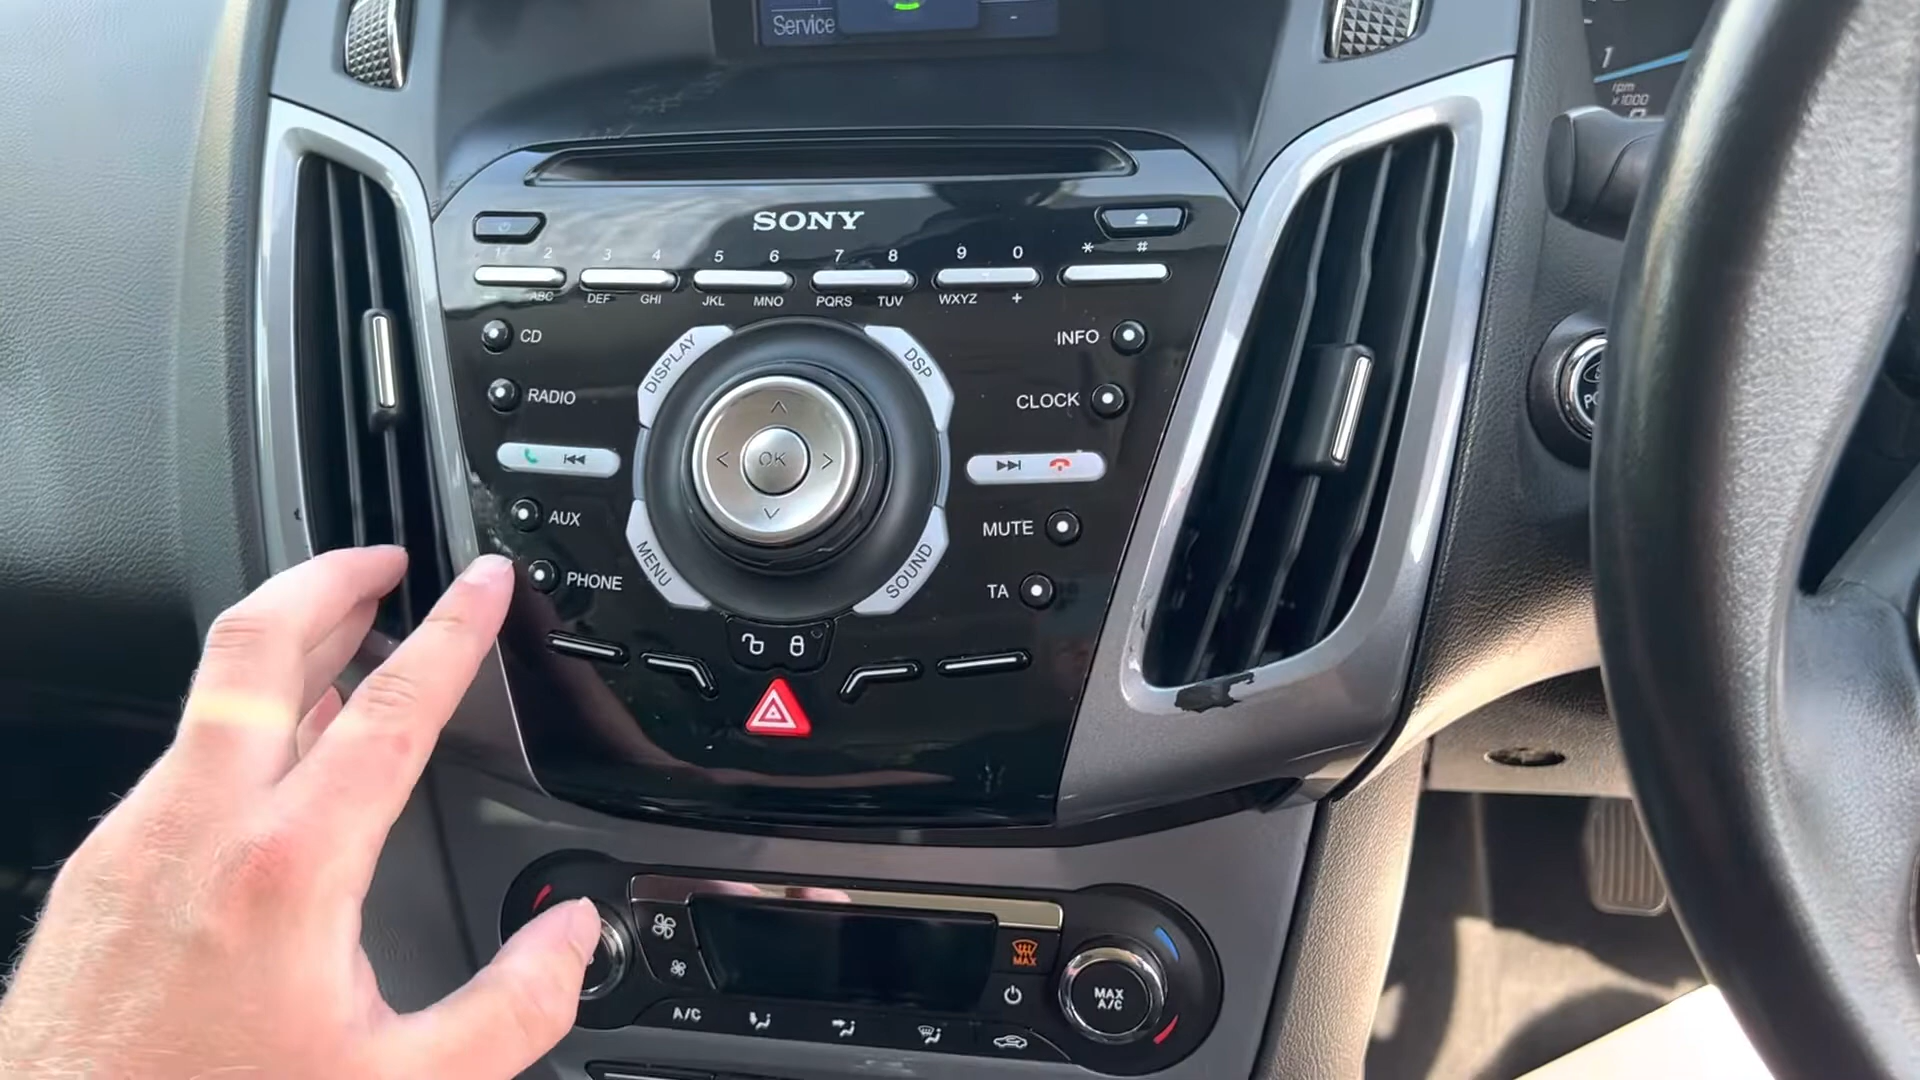 Service
-
1
rpm
x1000
SONY
1 2 3 4 5 6 7 8 9 0 * #
ABC DEF GHI JKL MNO PQRS TUV WXYZ +
CD
DISPLAY
DSP
INFO
RADIO
CLOCK
OK
AUX
MUTE
PHONE
MENU
SOUND
TA
MAX
A/C
MAX
A/C